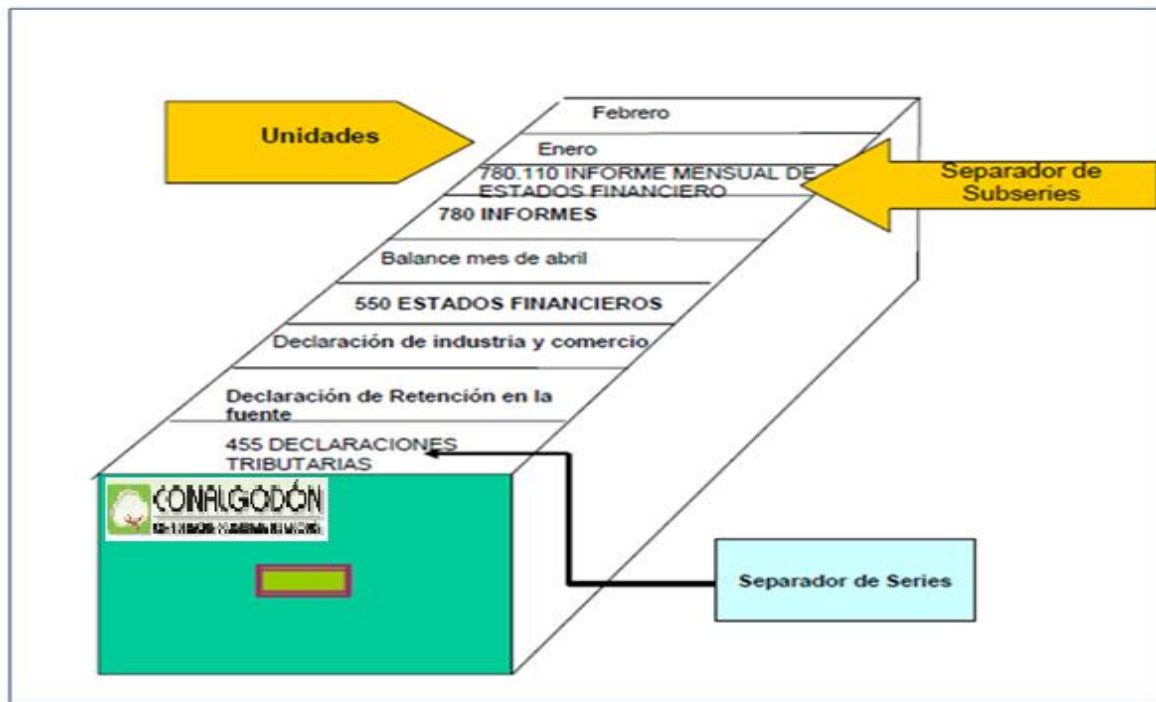 Febrero
Unidades
Enero
780.110 INFORME MENSUAL DE
ESTADOS FINANCIERO
Separador de
Subseries
780 INFORMES
Balance mes de abril
550 ESTADOS FINANCIEROS
Declaración de industria y comercio
Declaración de Retención en la
fuente
455 DECLARACIONES
TRIBUTARIAS
CONALGODÓN
Separador de Series